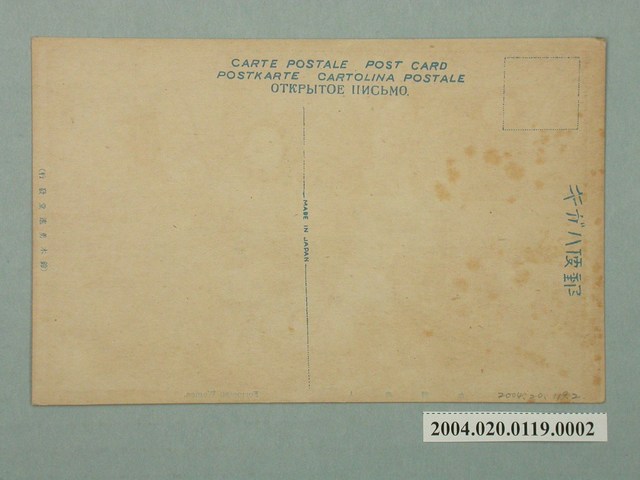 CARTE POSTALE POST CARD
POSTKARTE CARTOLINA POSTALE
ОТКРЫТОЕ ПИСЬМО.
MADE IN JAPAN
キガハ便郵
2004.020.0119.0002